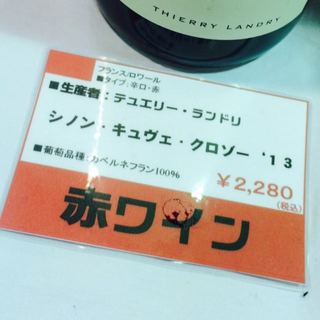 THIERRY LANDRY
フランス/ロワール
■タイプ:辛口・赤
■生産者:テュエリー・ランドリ
シノン・キュヴェ・クロゾー '13
■葡萄品種:カベルネフラン100%
￥2,280
(税込)
赤ワイン